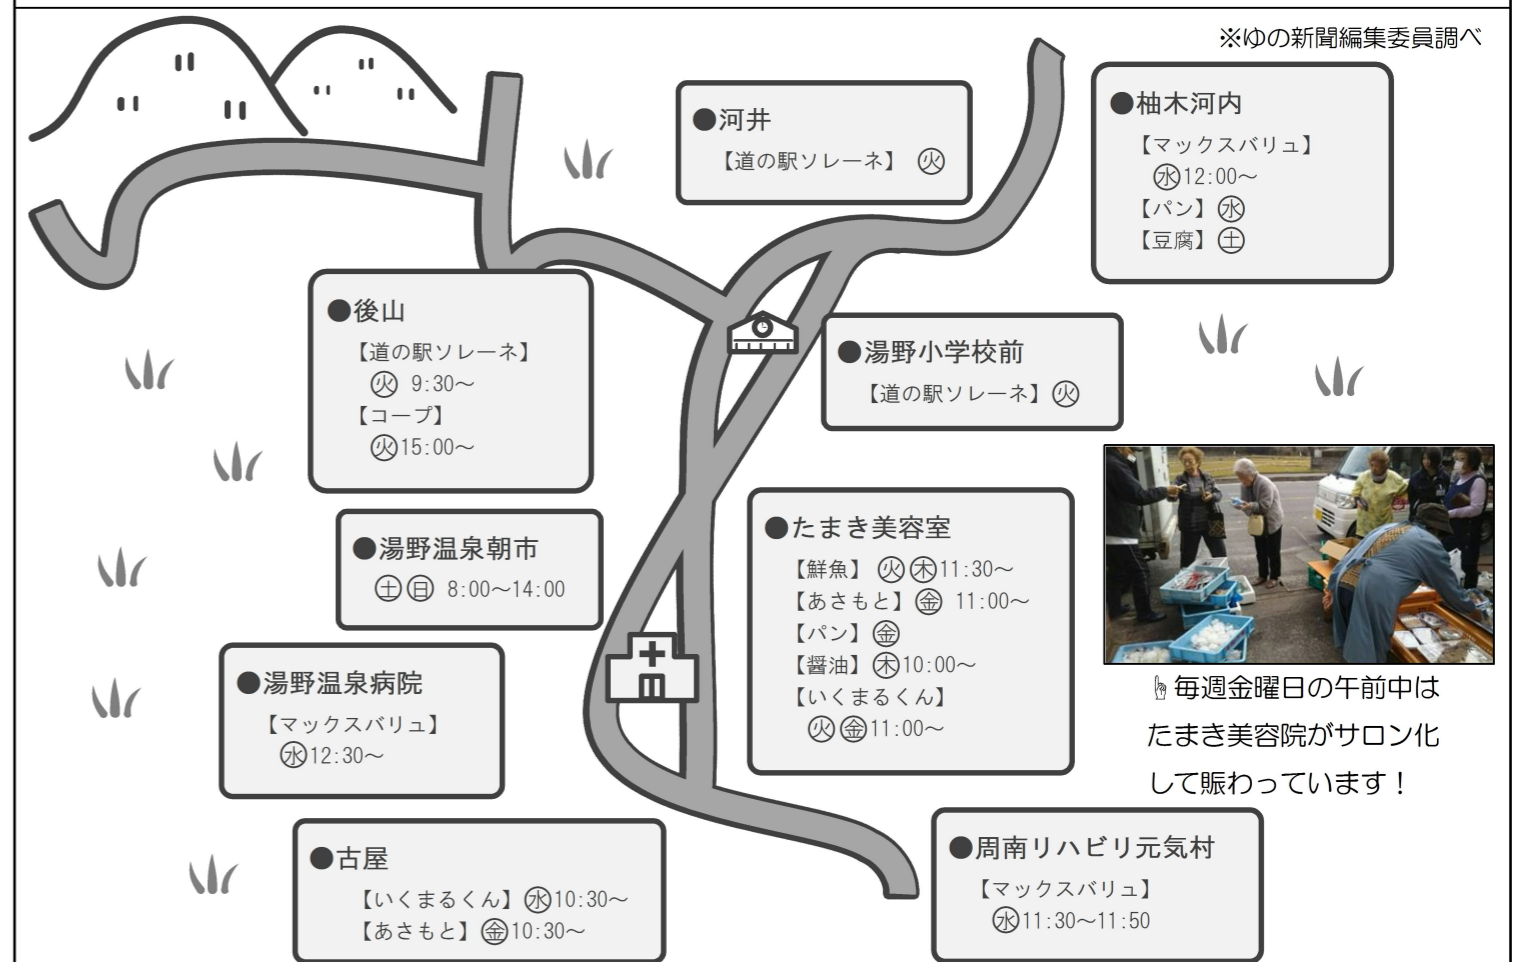 ※ゆの新聞編集委員調べ
●河井
【道の駅ソレーネ】 ㊋
●柚木河内
【マックスバリュ】
㊌12:00～
【パン】㊌
【豆腐】㊏
●後山
【道の駅ソレーネ】
㊋ 9:30～
【コープ】
㊋15:00～
●湯野小学校前
【道の駅ソレーネ】㊋
●湯野温泉朝市
㊏㊐ 8:00～14:00
●たまき美容室
【鮮魚】 ㊋㊍11:30～
【あさもと】㊎ 11:00～
【パン】㊎
【醤油】㊍10:00～
【いくまるくん】
㊋㊎11:00～
●湯野温泉病院
【マックスバリュ】
㊌12:30～
☝毎週金曜日の午前中は
たまき美容院がサロン化
して賑わっています！
●古屋
【いくまるくん】㊌10:30～
【あさもと】㊎10:30～
●周南リハビリ元気村
【マックスバリュ】
㊌11:30～11:50